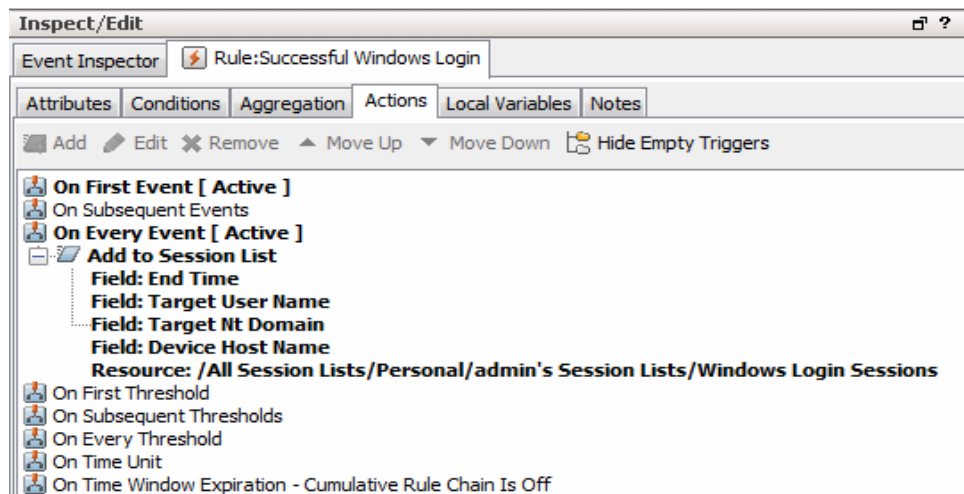 Inspect/Edit ?
Event Inspector Rule:Successful Windows Login
Attributes Conditions Aggregation Actions Local Variables Notes
Add Edit Remove Move Up Move Down Hide Empty Triggers
On First Event [ Active ]
On Subsequent Events
On Every Event [ Active ]
Add to Session List
Field: End Time
Field: Target User Name
Field: Target Nt Domain
Field: Device Host Name
Resource: /All Session Lists/Personal/admin's Session Lists/Windows Login Sessions
On First Threshold
On Subsequent Thresholds
On Every Threshold
On Time Unit
On Time Window Expiration - Cumulative Rule Chain Is Off